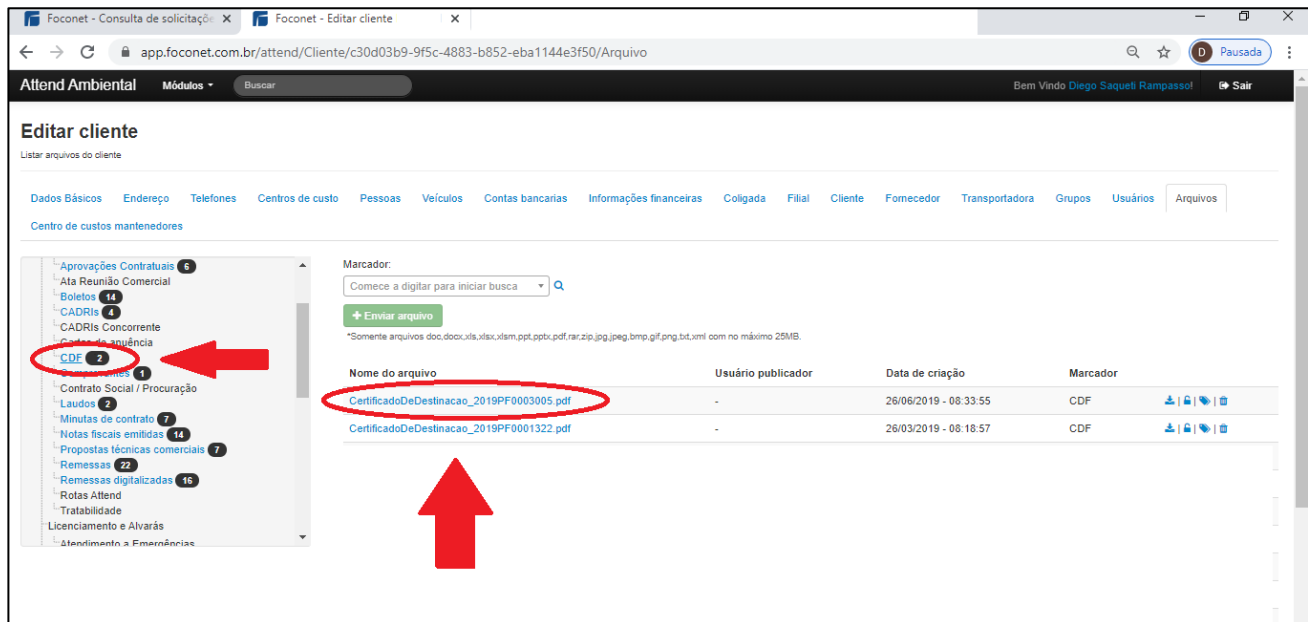 Foconet - Consulta de solicitaçõe
Foconet - Editar cliente
app.foconet.com.br/attend/Cliente/c30d03b9-9f5c-4883-b852-eba1144e3f50/Arquivo
D Pausada
Attend Ambiental Módulos Buscar Bem Vindo Diego Saqueti Rampasso! Sair
Editar cliente
Listar arquivos do cliente
Dados Básicos Endereço Telefones Centros de custo Pessoas Veículos Contas bancarias Informações financeiras Coligada Filial Cliente Fornecedor Transportadora Grupos Usuários Arquivos
Centro de custos mantenedores
Aprovações Contratuais 6
Ata Reunião Comercial
Boletos 14
CADRIs 4
CADRIs Concorrente
Cartas de anuência
CDF 2
Comprovantes 1
Contrato Social / Procuração
Laudos 2
Minutas de contrato 7
Notas fiscais emitidas 14
Propostas técnicas comerciais 7
Remessas 22
Remessas digitalizadas 16
Rotas Attend
Tratabilidade
Licenciamento e Alvarás
Atendimento a Emergências
Marcador:
Comece a digitar para iniciar busca
+ Enviar arquivo
*Somente arquivos doc,docx,xls,xlsx,xlsm,ppt,pptx,pdf,rar,zip,jpg,jpeg,bmp,gif,png,txt,xml com no máximo 25MB.
Nome do arquivo Usuário publicador Data de criação Marcador
CertificadoDeDestinacao_2019PF0003005.pdf - 26/06/2019 - 08:33:55 CDF
CertificadoDeDestinacao_2019PF0001322.pdf - 26/03/2019 - 08:18:57 CDF